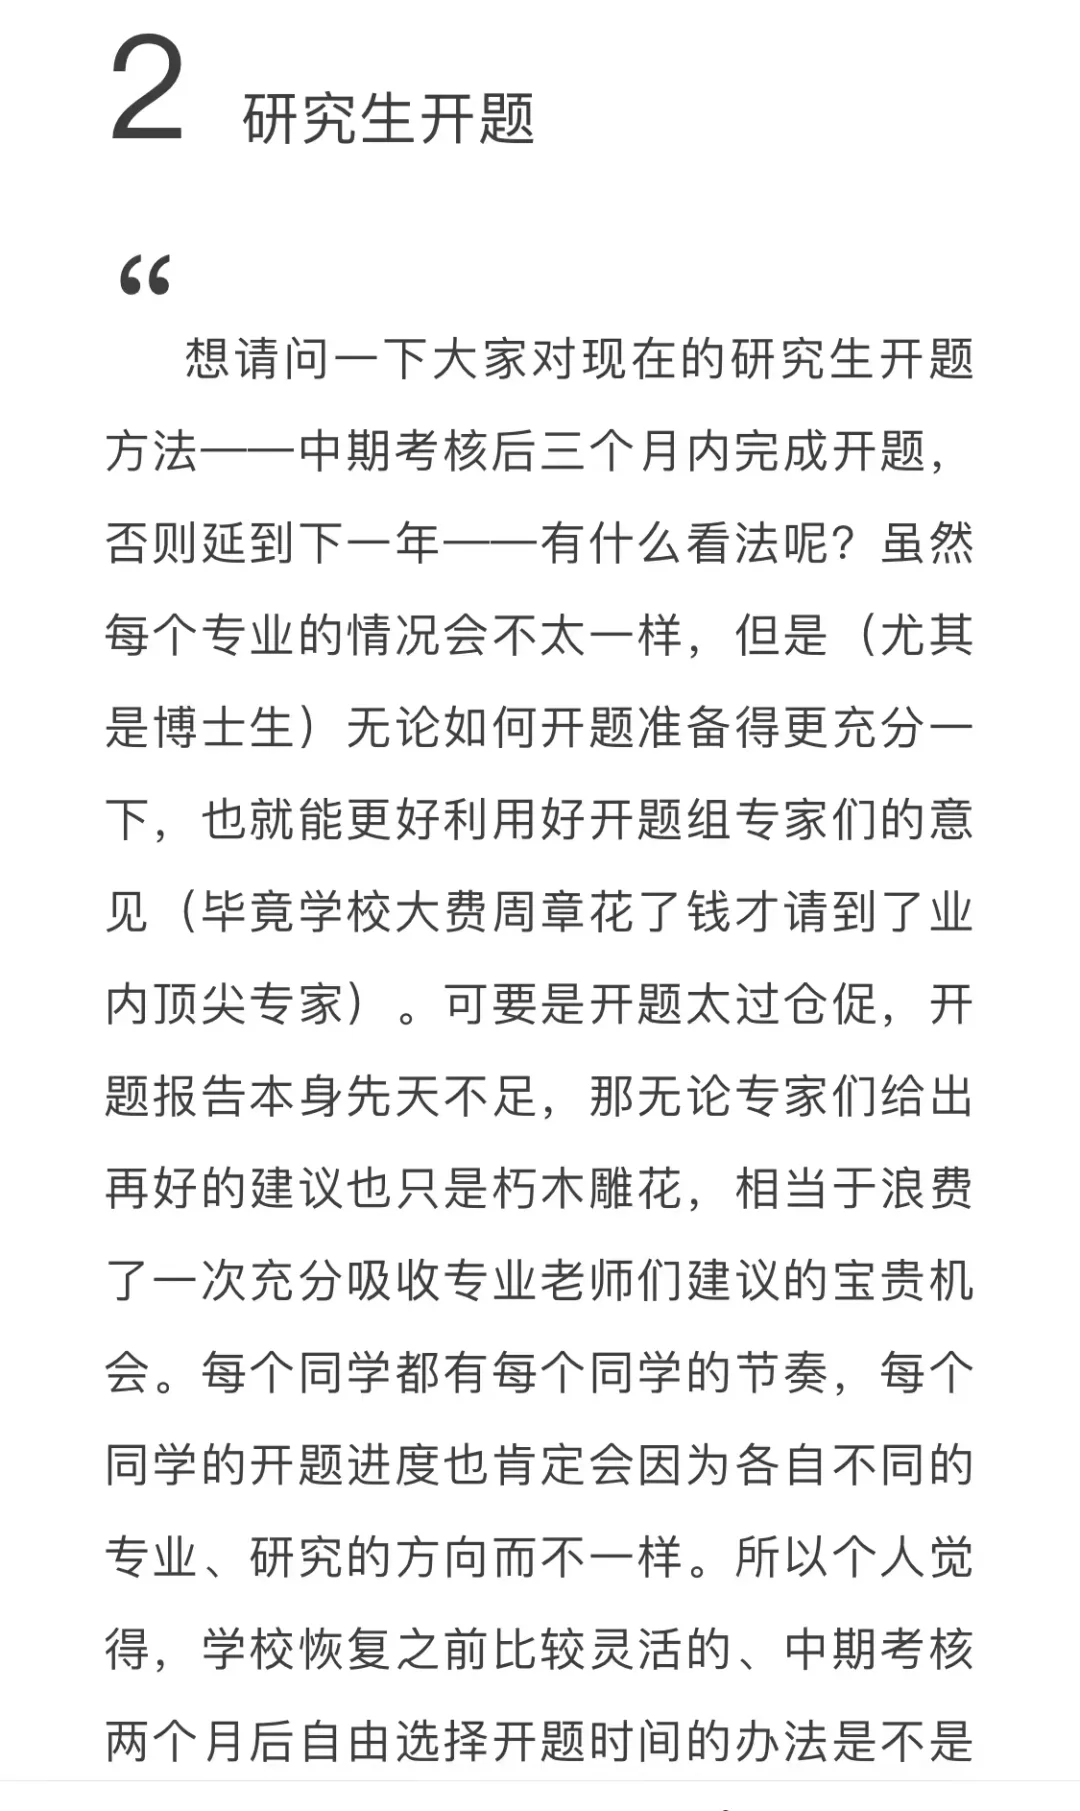 2 研究生开题
“
想请问一下大家对现在的研究生开题
方法——中期考核后三个月内完成开题，
否则延到下一年——有什么看法呢？虽然
每个专业的情况会不太一样，但是（尤其
是博士生）无论如何开题准备得更充分一
下，也就能更好利用好开题组专家们的意
见（毕竟学校大费周章花了钱才请到了业
内顶尖专家）。可要是开题太过仓促，开
题报告本身先天不足，那无论专家们给出
再好的建议也只是朽木雕花，相当于浪费
了一次充分吸收专业老师们建议的宝贵机
会。每个同学都有每个同学的节奏，每个
同学的开题进度也肯定会因为各自不同的
专业、研究的方向而不一样。所以个人觉
得，学校恢复之前比较灵活的、中期考核
两个月后自由选择开题时间的办法是不是